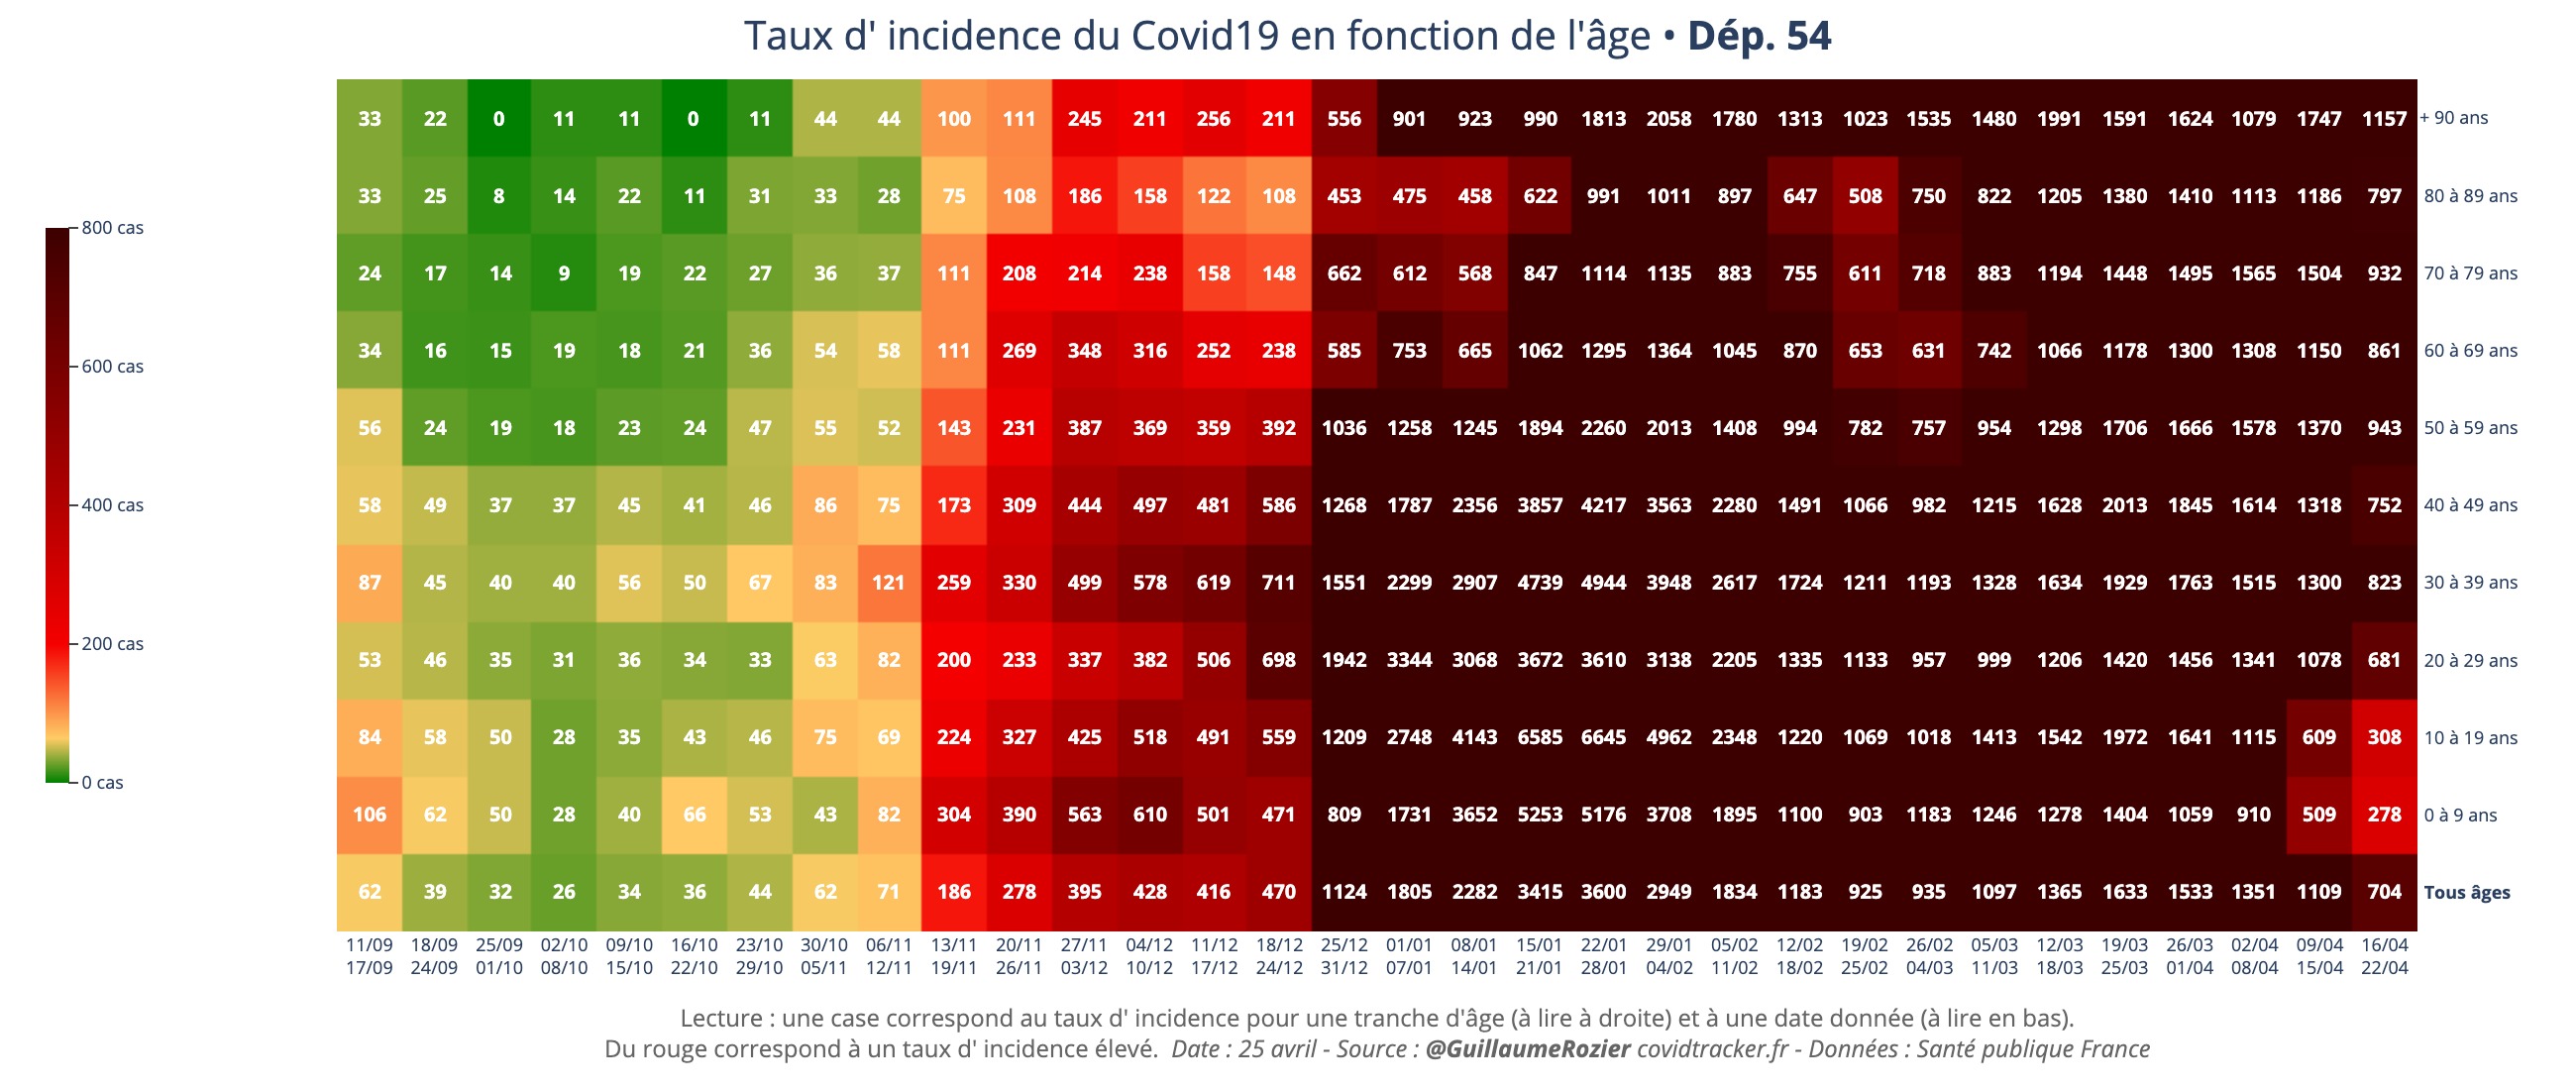 Taux d' incidence du Covid19 en fonction de l'âge • Dép. 54
33 22 0 11 11 0 11 44 44 100 111 245 211 256 211 556 901 923 990 1813 2058 1780 1313 1023 1535 1480 1991 1591 1624 1079 1747 1157 + 90 ans
33 25 8 14 22 11 31 33 28 75 108 186 158 122 108 453 475 458 622 991 1011 897 647 508 750 822 1205 1380 1410 1113 1186 797 80 à 89 ans
800 cas
24 17 14 9 19 22 27 36 37 111 208 214 238 158 148 662 612 568 847 1114 1135 883 755 611 718 883 1194 1448 1495 1565 1504 932 70 à 79 ans
34 16 15 19 18 21 36 54 58 111 269 348 316 252 238 585 753 665 1062 1295 1364 1045 870 653 631 742 1066 1178 1300 1308 1150 861 60 à 69 ans
600 cas
56 24 19 18 23 24 47 55 52 143 231 387 369 359 392 1036 1258 1245 1894 2260 2013 1408 994 782 757 954 1298 1706 1666 1578 1370 943 50 à 59 ans
400 cas
58 49 37 37 45 41 46 86 75 173 309 444 497 481 586 1268 1787 2356 3857 4217 3563 2280 1491 1066 982 1215 1628 2013 1845 1614 1318 752 40 à 49 ans
87 45 40 40 56 50 67 83 121 259 330 499 578 619 711 1551 2299 2907 4739 4944 3948 2617 1724 1211 1193 1328 1634 1929 1763 1515 1300 823 30 à 39 ans
200 cas
53 46 35 31 36 34 33 63 82 200 233 337 382 506 698 1942 3344 3068 3672 3610 3138 2205 1335 1133 957 999 1206 1420 1456 1341 1078 681 20 à 29 ans
84 58 50 28 35 43 46 75 69 224 327 425 518 491 559 1209 2748 4143 6585 6645 4962 2348 1220 1069 1018 1413 1542 1972 1641 1115 609 308 10 à 19 ans
0 cas
106 62 50 28 40 66 53 43 82 304 390 563 610 501 471 809 1731 3652 5253 5176 3708 1895 1100 903 1183 1246 1278 1404 1059 910 509 278 0 à 9 ans
62 39 32 26 34 36 44 62 71 186 278 395 428 416 470 1124 1805 2282 3415 3600 2949 1834 1183 925 935 1097 1365 1633 1533 1351 1109 704 Tous âges
11/09 18/09 25/09 02/10 09/10 16/10 23/10 30/10 06/11 13/11 20/11 27/11 04/12 11/12 18/12 25/12 01/01 08/01 15/01 22/01 29/01 05/02 12/02 19/02 26/02 05/03 12/03 19/03 26/03 02/04 09/04 16/04
17/09 24/09 01/10 08/10 15/10 22/10 29/10 05/11 12/11 19/11 26/11 03/12 10/12 17/12 24/12 31/12 07/01 14/01 21/01 28/01 04/02 11/02 18/02 25/02 04/03 11/03 18/03 25/03 01/04 08/04 15/04 22/04
Lecture : une case correspond au taux d' incidence pour une tranche d'âge (à lire à droite) et à une date donnée (à lire en bas).
Du rouge correspond à un taux d' incidence élevé. Date : 25 avril - Source : @GuillaumeRozier covidtracker.fr - Données : Santé publique France